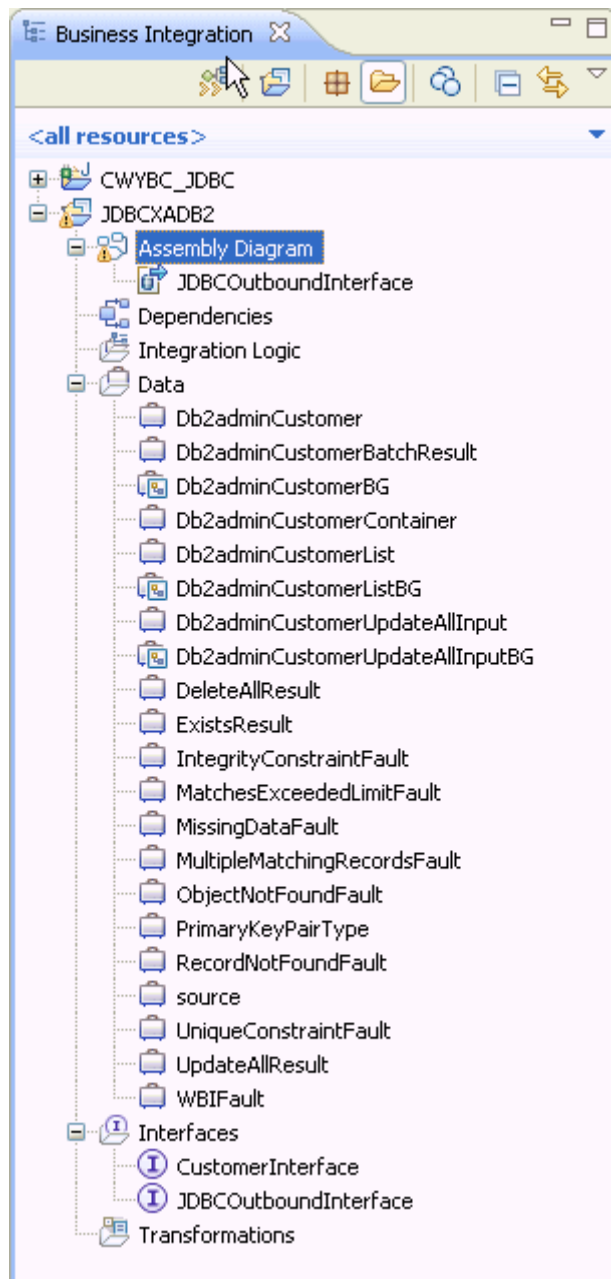 Business Integration
<all resources>
CWYBC_JDBC
JDBCXADB2
Assembly Diagram
JDBCOutboundInterface
Dependencies
Integration Logic
Data
Db2adminCustomer
Db2adminCustomerBatchResult
Db2adminCustomerBG
Db2adminCustomerContainer
Db2adminCustomerList
Db2adminCustomerListBG
Db2adminCustomerUpdateAllInput
Db2adminCustomerUpdateAllInputBG
DeleteAllResult
ExistsResult
IntegrityConstraintFault
MatchesExceededLimitFault
MissingDataFault
MultipleMatchingRecordsFault
ObjectNotFoundFault
PrimaryKeyPairType
RecordNotFoundFault
source
UniqueConstraintFault
UpdateAllResult
WBIFault
Interfaces
CustomerInterface
JDBCOutboundInterface
Transformations